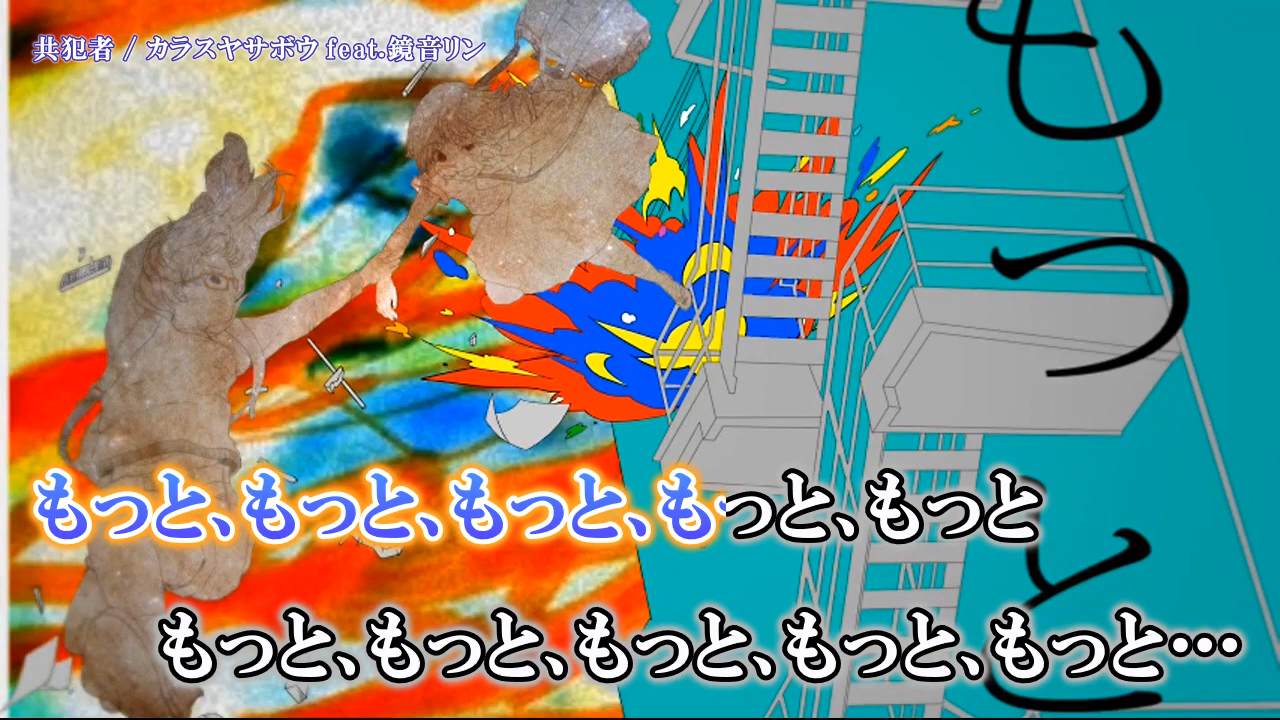 共犯者 / カラスヤサボウ feat.鏡音リン
もっと
もっと、もっと、もっと、もっと、もっと
もっと、もっと、もっと、もっと、もっと…